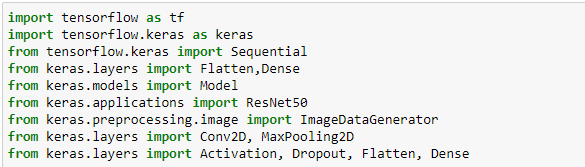 import tensorflow as tf
import tensorflow.keras as keras
from tensorflow.keras import Sequential
from keras.layers import Flatten,Dense
from keras.models import Model
from keras.applications import ResNet50
from keras.preprocessing.image import ImageDataGenerator
from keras.layers import Conv2D, MaxPooling2D
from keras.layers import Activation, Dropout, Flatten, Dense